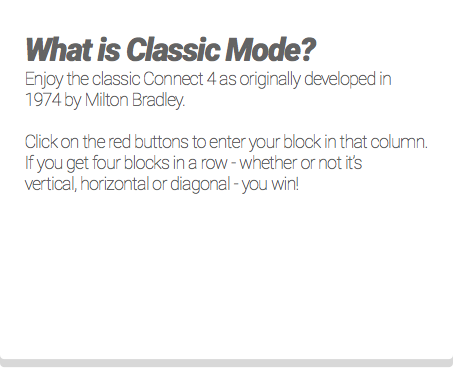 What is Classic Mode?
Enjoy the classic Connect 4 as originally developed in
1974 by Milton Bradley.
Click on the red buttons to enter your block in that column.
If you get four blocks in a row - whether or not it's
vertical, horizontal or diagonal - you win!